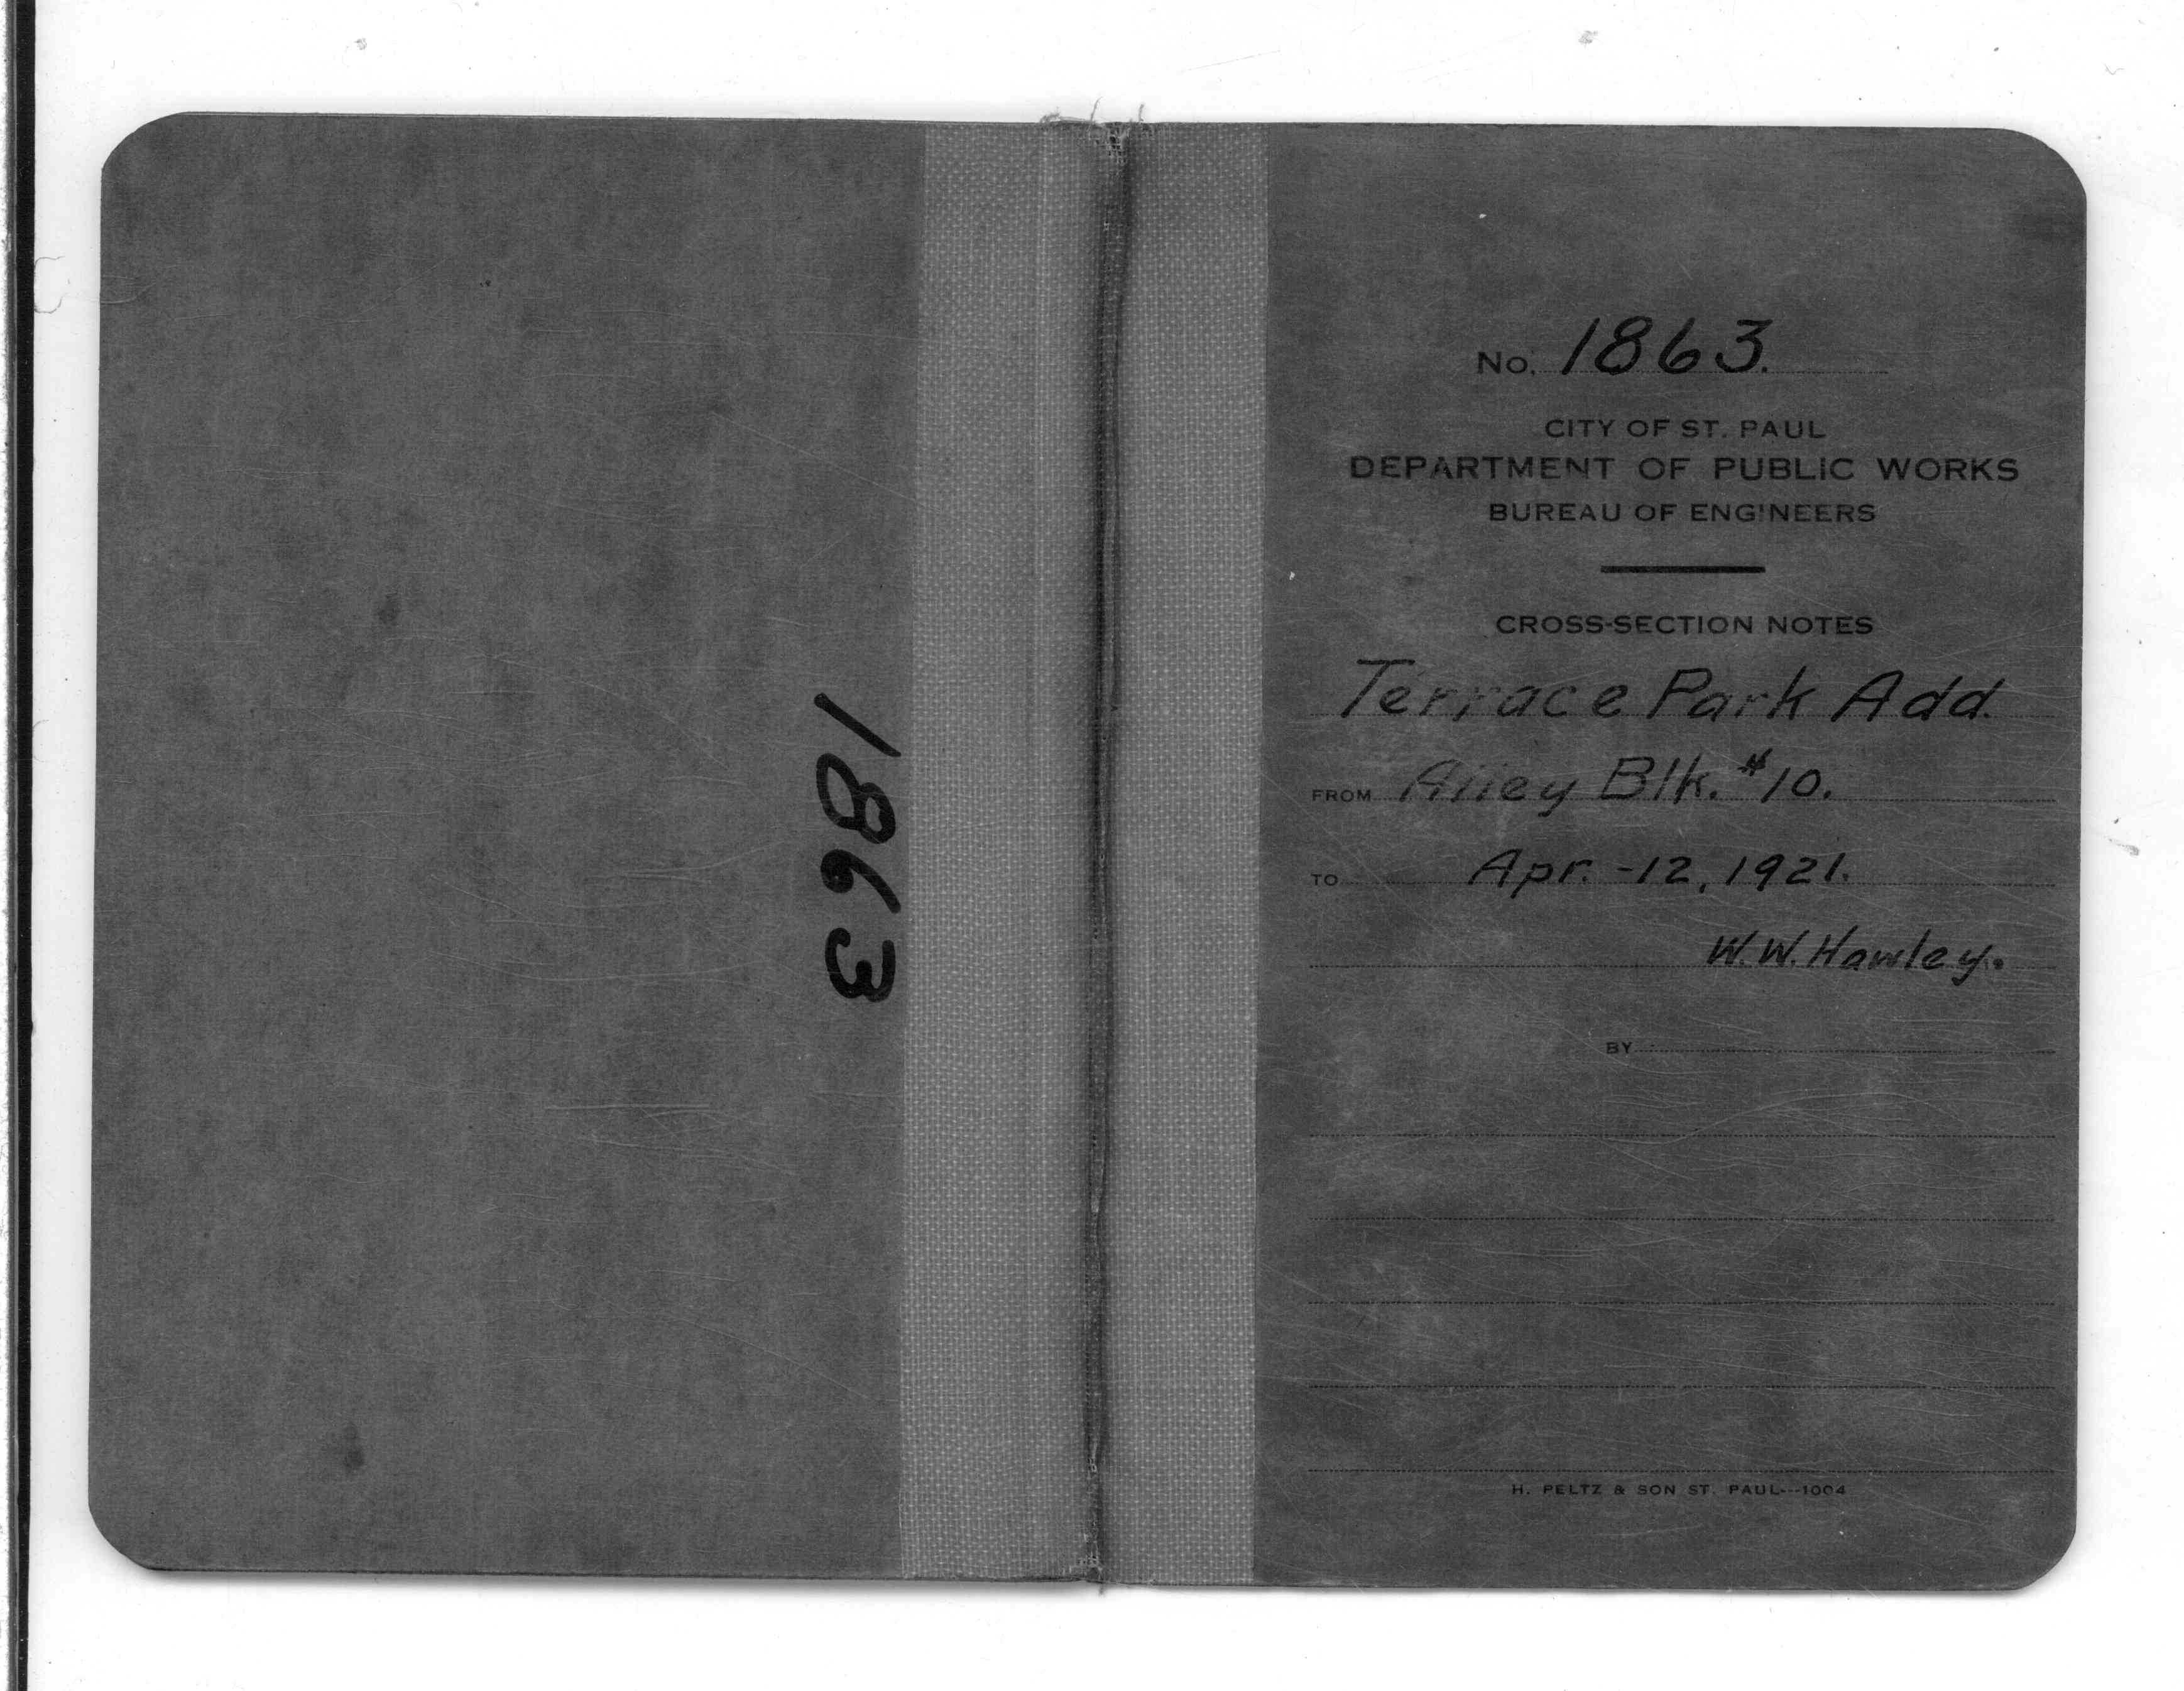 1863
No. 1863.
CITY OF ST. PAUL
DEPARTMENT OF PUBLIC WORKS
BUREAU OF ENGINEERS
CROSS-SECTION NOTES
Terrace Park Add.
FROM Alley Blk. #10.
TO Apr. -12, 1921.
W. W. Hawley.
BY
H. PELTZ & SON ST. PAUL---1004